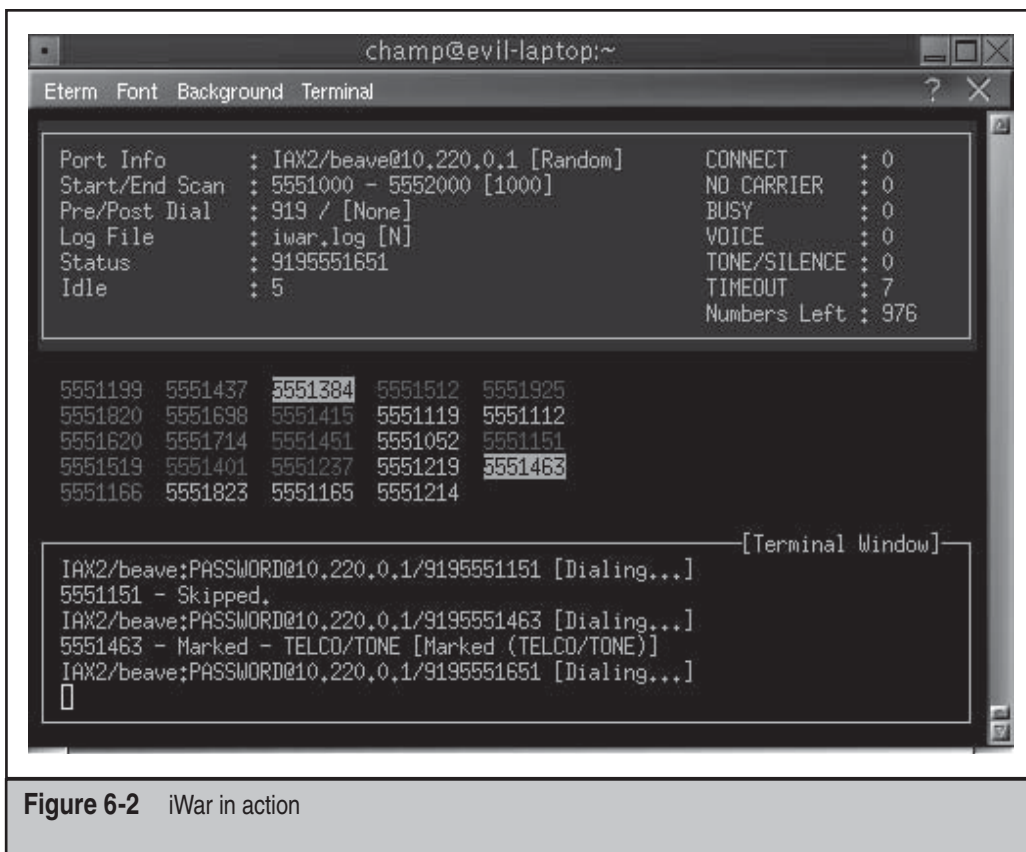 champ@evil-laptop:~
Eterm Font Background Terminal ?
Port Info : IAX2/beave@10.220.0.1 [Random] CONNECT : 0
Start/End Scan : 5551000 - 5552000 [1000] NO CARRIER : 0
Pre/Post Dial : 919 / [None] BUSY : 0
Log File : iwar.log [N] VOICE : 0
Status : 9195551651 TONE/SILENCE : 0
Idle : 5 TIMEOUT : 7
Numbers Left : 976
5551199 5551437 5551384 5551512 5551925
5551820 5551698 5551415 5551119 5551112
5551620 5551714 5551451 5551052 5551151
5551519 5551401 5551237 5551219 5551463
5551166 5551823 5551165 5551214
[Terminal Window]
IAX2/beave:PASSWORD@10.220.0.1/9195551151 [Dialing...]
5551151 - Skipped.
IAX2/beave:PASSWORD@10.220.0.1/9195551463 [Dialing...]
5551463 - Marked - TELCO/TONE [Marked (TELCO/TONE)]
IAX2/beave:PASSWORD@10.220.0.1/9195551651 [Dialing...]
Figure 6-2 iWar in action